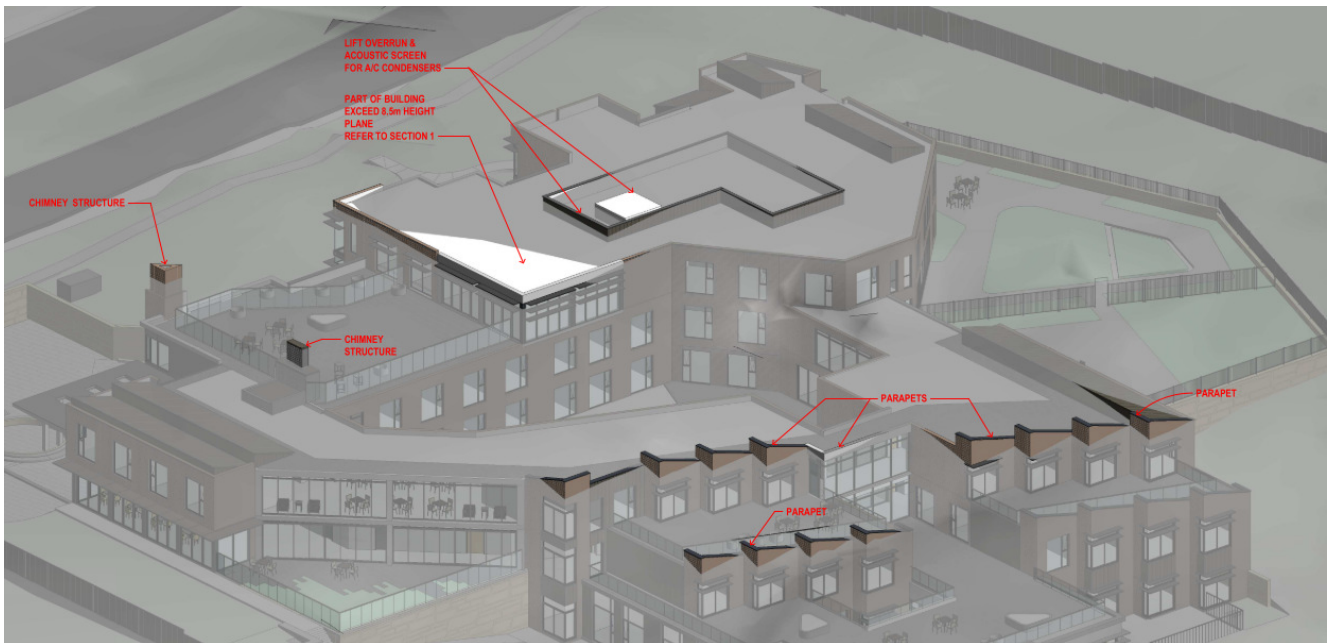 LIFT OVERRUN &
ACOUSTIC SCREEN
FOR A/C CONDENSERS
PART OF BUILDING
EXCEED 8.5m HEIGHT
PLANE
REFER TO SECTION 1
CHIMNEY STRUCTURE
CHIMNEY
STRUCTURE
PARAPETS
PARAPET
PARAPET